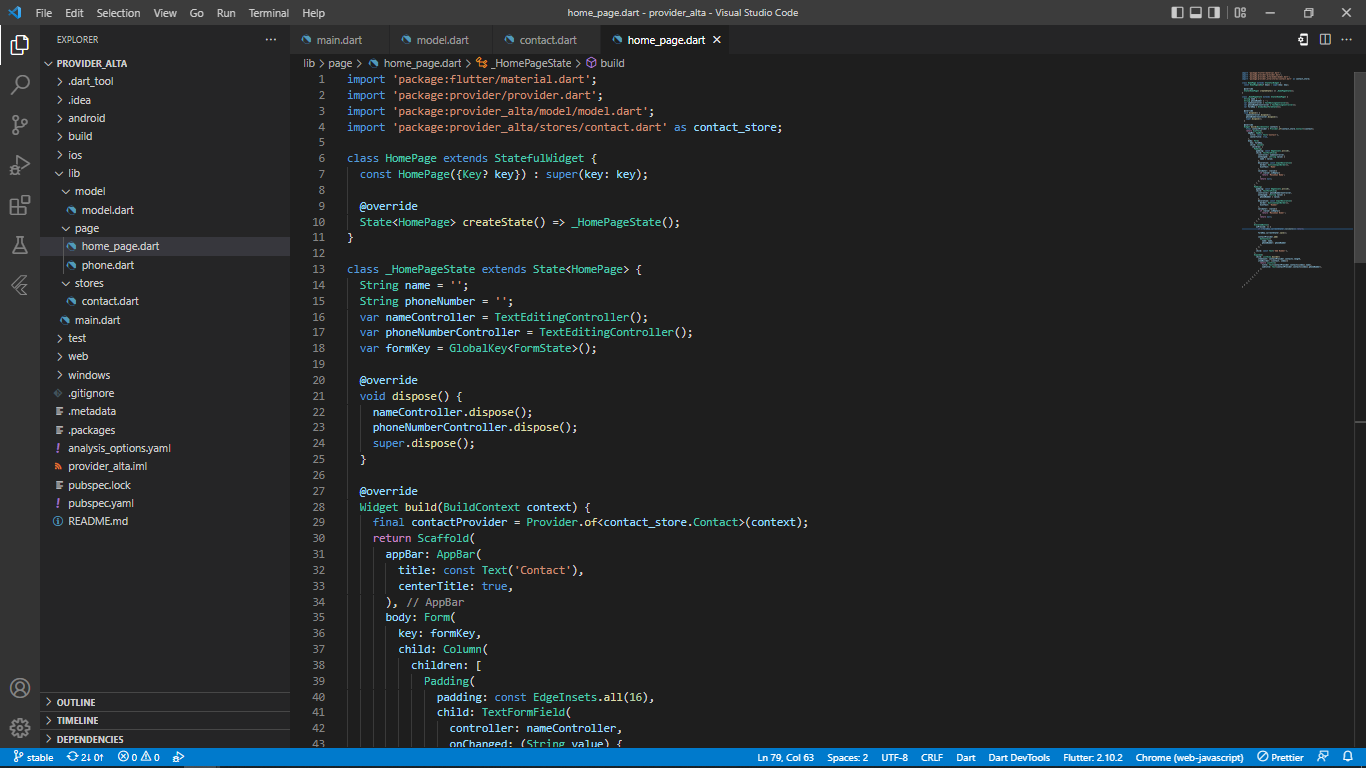 File Edit Selection View Go Run Terminal Help
home_page.dart - provider_alta - Visual Studio Code
EXPLORER
PROVIDER_ALTA
.dart_tool
.idea
android
build
ios
lib
model
model.dart
page
home_page.dart
phone.dart
stores
contact.dart
main.dart
test
web
windows
.gitignore
.metadata
.packages
analysis_options.yaml
provider_alta.iml
pubspec.lock
pubspec.yaml
README.md
OUTLINE
TIMELINE
DEPENDENCIES
main.dart model.dart contact.dart home_page.dart
lib > page > home_page.dart > _HomePageState > build
1 import 'package:flutter/material.dart';
2 import 'package:provider/provider.dart';
3 import 'package:provider_alta/model/model.dart';
4 import 'package:provider_alta/stores/contact.dart' as contact_store;
5
6 class HomePage extends StatefulWidget {
7 const HomePage({Key? key}) : super(key: key);
8
9 @override
10 State<HomePage> createState() => _HomePageState();
11 }
12
13 class _HomePageState extends State<HomePage> {
14 String name = '';
15 String phoneNumber = '';
16 var nameController = TextEditingController();
17 var phoneNumberController = TextEditingController();
18 var formKey = GlobalKey<FormState>();
19
20 @override
21 void dispose() {
22 nameController.dispose();
23 phoneNumberController.dispose();
24 super.dispose();
25 }
26
27 @override
28 Widget build(BuildContext context) {
29 final contactProvider = Provider.of<contact_store.Contact>(context);
30 return Scaffold(
31 appBar: AppBar(
32 title: const Text('Contact'),
33 centerTitle: true,
34 ), // AppBar
35 body: Form(
36 key: formKey,
37 child: Column(
38 children: [
39 Padding(
40 padding: const EdgeInsets.all(16),
41 child: TextFormField(
42 controller: nameController,
43 onChanged: (String value) {
stable 2↓ 0↑ 0 0 Ln 79, Col 63 Spaces: 2 UTF-8 CRLF Dart Dart DevTools Flutter: 2.10.2 Chrome (web-javascript) Prettier